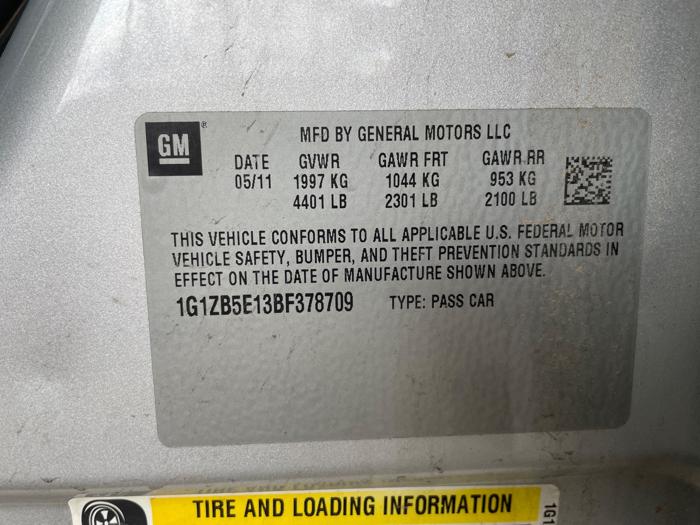 GM®
MFD BY GENERAL MOTORS LLC
DATE GVWR GAWR FRT GAWR RR
05/11 1997 KG 1044 KG 953 KG
4401 LB 2301 LB 2100 LB
THIS VEHICLE CONFORMS TO ALL APPLICABLE U.S. FEDERAL MOTOR
VEHICLE SAFETY, BUMPER, AND THEFT PREVENTION STANDARDS IN
EFFECT ON THE DATE OF MANUFACTURE SHOWN ABOVE.
1G1ZB5E13BF378709 TYPE: PASS CAR
TIRE AND LOADING INFORMATION
1G1